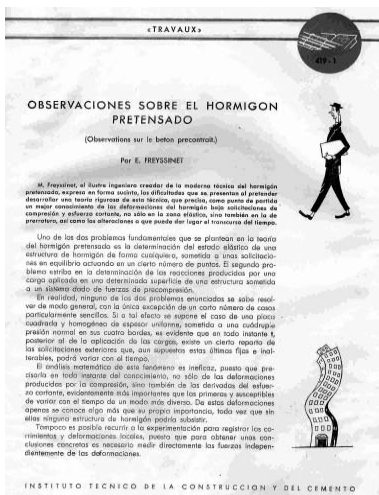 «TRAVAUX»
419 - 1
OBSERVACIONES SOBRE EL HORMIGON
PRETENSADO
(Observations sur le beton precontrait.)
Por E. FREYSSINET
M. Freyssinet, el ilustre ingeniero creador de la moderna técnica del hormigón
pretensado, expresa en forma sucinta, las dificultades que se presentan al pretender
desarrollar una teoría rigurosa de esta técnica, que precisa, como punto de partida
un mejor conocimiento de las deformaciones del hormigón bajo solicitaciones de
compresión y esfuerzo cortante, no sólo en la zona elástica, sino también en la de
prerrotura, así como las alteraciones a que puede dar lugar el transcurso del tiempo.
Uno de los dos problemas fundamentales que se plantean en la teoría
del hormigón pretensado es la determinación del estado elástico de una
estructura de hormigón de forma cualquiera, sometida a unas solicitacio-
nes en equilibrio actuando en un cierto número de puntos. El segundo pro-
blema estriba en la determinación de las reacciones producidas por una
carga aplicada en una determinada superficie de una estructura sometida
a un sistema dado de fuerzas de precompresión.
En realidad, ninguno de los dos problemas enunciados se sabe resol-
ver de modo general, con la única excepción de un corto número de casos
particularmente sencillos. Si a tal efecto se supone el caso de una placa
cuadrada y homogénea de espesor uniforme, sometida a una cuádruple
presión normal en sus cuatro bordes, es evidente que en todo instante t,
posterior al de la aplicación de las cargas, existe un cierto reparto de
las solicitaciones exteriores que, aun supuestas estas últimas fijas e inal-
terables, podrá variar con el tiempo.
El análisis matemático de este fenómeno es ineficaz, puesto que pre-
cisaría en todo instante del conocimiento, no sólo de las deformaciones
producidas por la compresión, sino también de las derivadas del esfuer-
zo cortante, evidentemente más importantes que las primeras y susceptibles
de variar con el tiempo de un modo más diverso. De estas deformaciones
apenas se conoce algo más que su propia importancia, toda vez que sin
ellas ninguna estructura de hormigón podría subsistir.
Tampoco es posible recurrir a la experimentación para registrar los co-
rrimientos y deformaciones locales, puesto que para obtener unas con-
clusiones concretas es necesario medir directamente las fuerzas indepen-
dientemente de las deformaciones.
INSTITUTO TECNICO DE LA CONSTRUCCION Y DEL CEMENTO